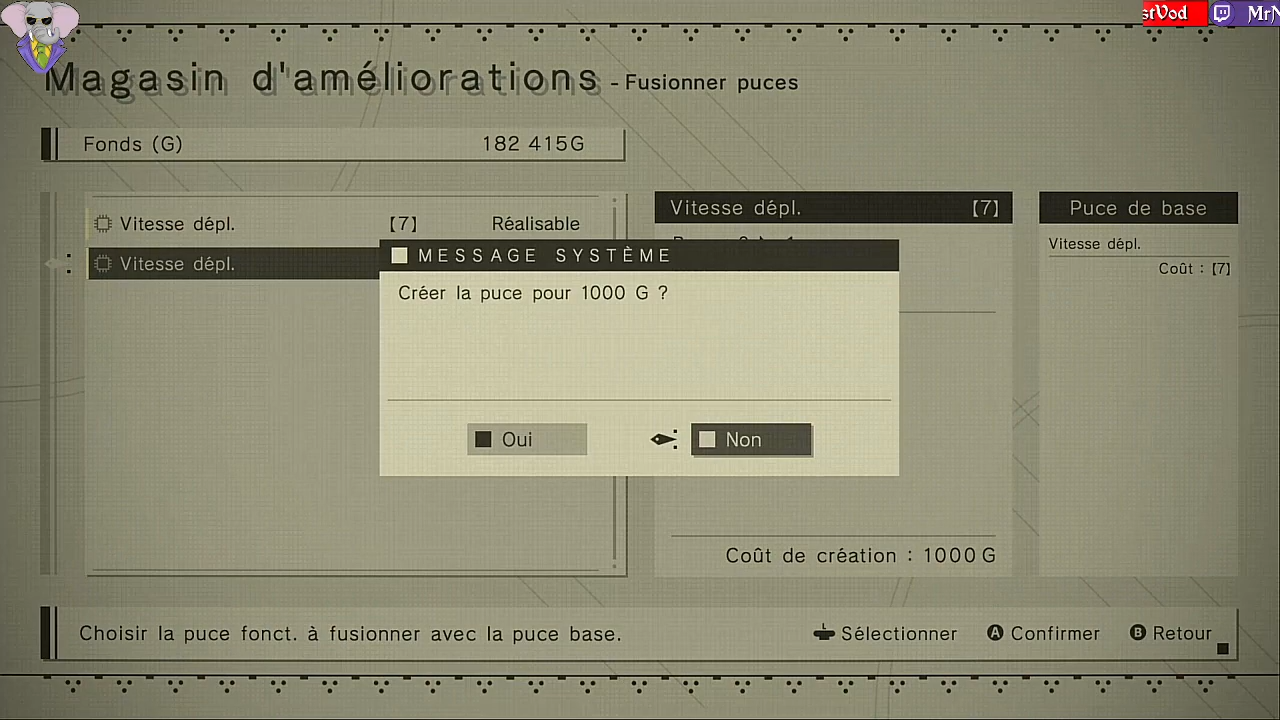 stVod MrN
Magasin d'améliorations - Fusionner puces
Fonds (G) 182 415G
Vitesse dépl. [7] Réalisable
Vitesse dépl.
Vitesse dépl. [7]
Puce de base
Vitesse dépl.
Coût : [7]
MESSAGE SYSTÈME
Créer la puce pour 1000 G ?
Oui
Non
Coût de création : 1000 G
Choisir la puce fonct. à fusionner avec la puce base.
Sélectionner A Confirmer B Retour